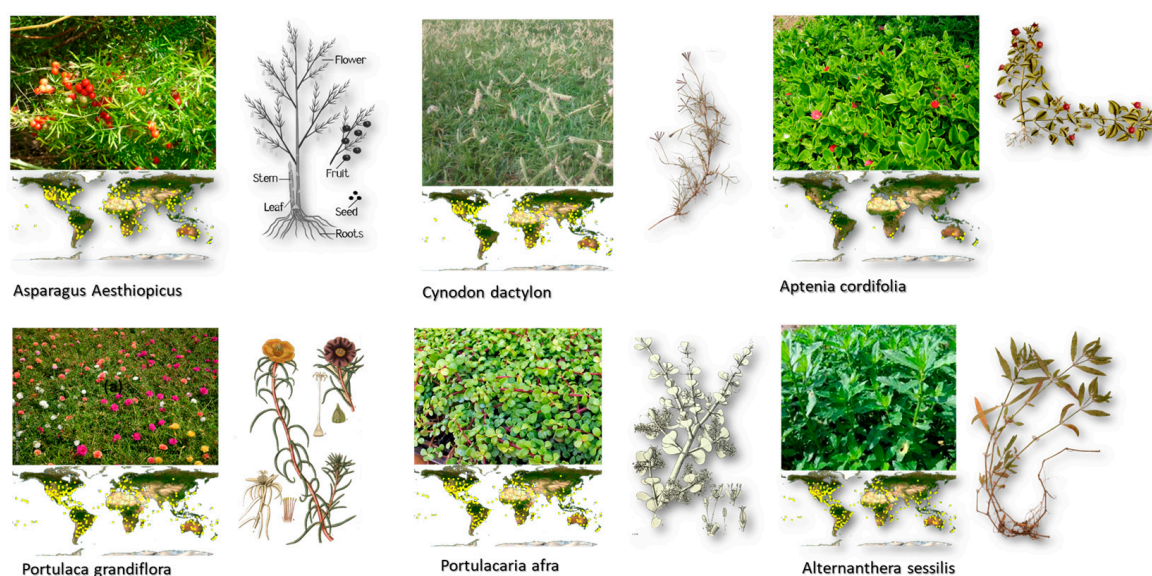 Flower
Fruit
Stem
Leaf
Seed
Roots
Asparagus Aesthiopicus
Cynodon dactylon
Aptenia cordifolia
Portulaca grandiflora
Portulacaria afra
Alternanthera sessilis